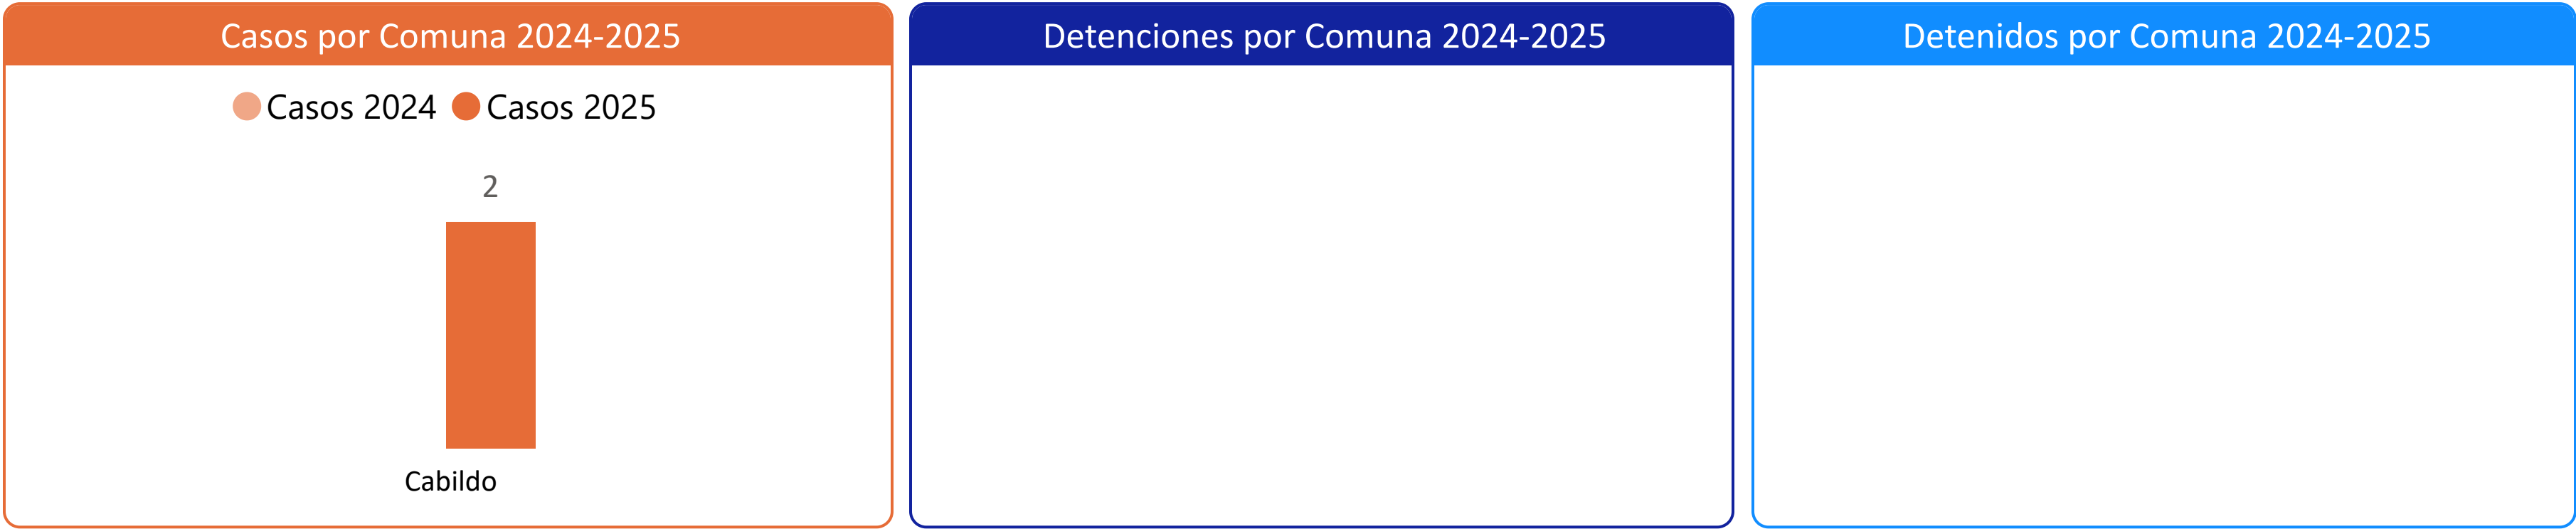 Casos por Comuna 2024-2025
Casos 2024 Casos 2025
2
Cabildo
Detenciones por Comuna 2024-2025
Detenidos por Comuna 2024-2025